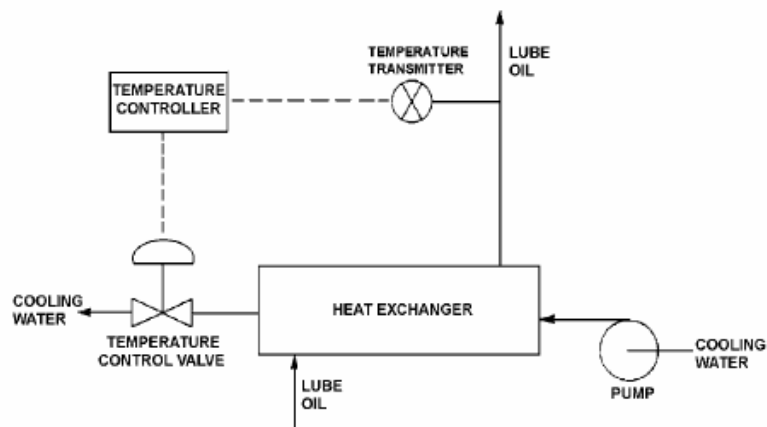 TEMPERATURE
TRANSMITTER
LUBE
OIL
TEMPERATURE
CONTROLLER
COOLING
WATER
HEAT EXCHANGER
TEMPERATURE
CONTROL VALVE
COOLING
WATER
PUMP
LUBE
OIL